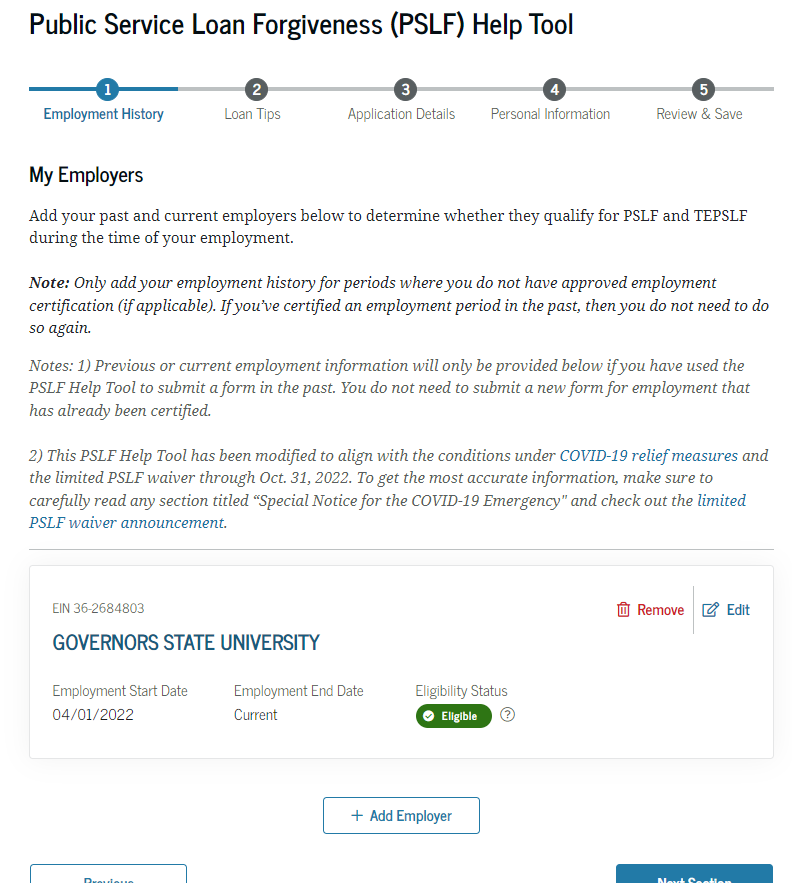 Public Service Loan Forgiveness (PSLF) Help Tool
1 2 3 4 5
Employment History Loan Tips Application Details Personal Information Review & Save
My Employers
Add your past and current employers below to determine whether they qualify for PSLF and TEPSLF
during the time of your employment.
Note: Only add your employment history for periods where you do not have approved employment
certification (if applicable). If you’ve certified an employment period in the past, then you do not need to do
so again.
Notes: 1) Previous or current employment information will only be provided below if you have used the
PSLF Help Tool to submit a form in the past. You do not need to submit a new form for employment that
has already been certified.
2) This PSLF Help Tool has been modified to align with the conditions under COVID-19 relief measures and
the limited PSLF waiver through Oct. 31, 2022. To get the most accurate information, make sure to
carefully read any section titled “Special Notice for the COVID-19 Emergency" and check out the limited
PSLF waiver announcement.
EIN 36-2684803 Remove Edit
GOVERNORS STATE UNIVERSITY
Employment Start Date Employment End Date Eligibility Status
04/01/2022 Current Eligible ?
+ Add Employer
Previous Next Section